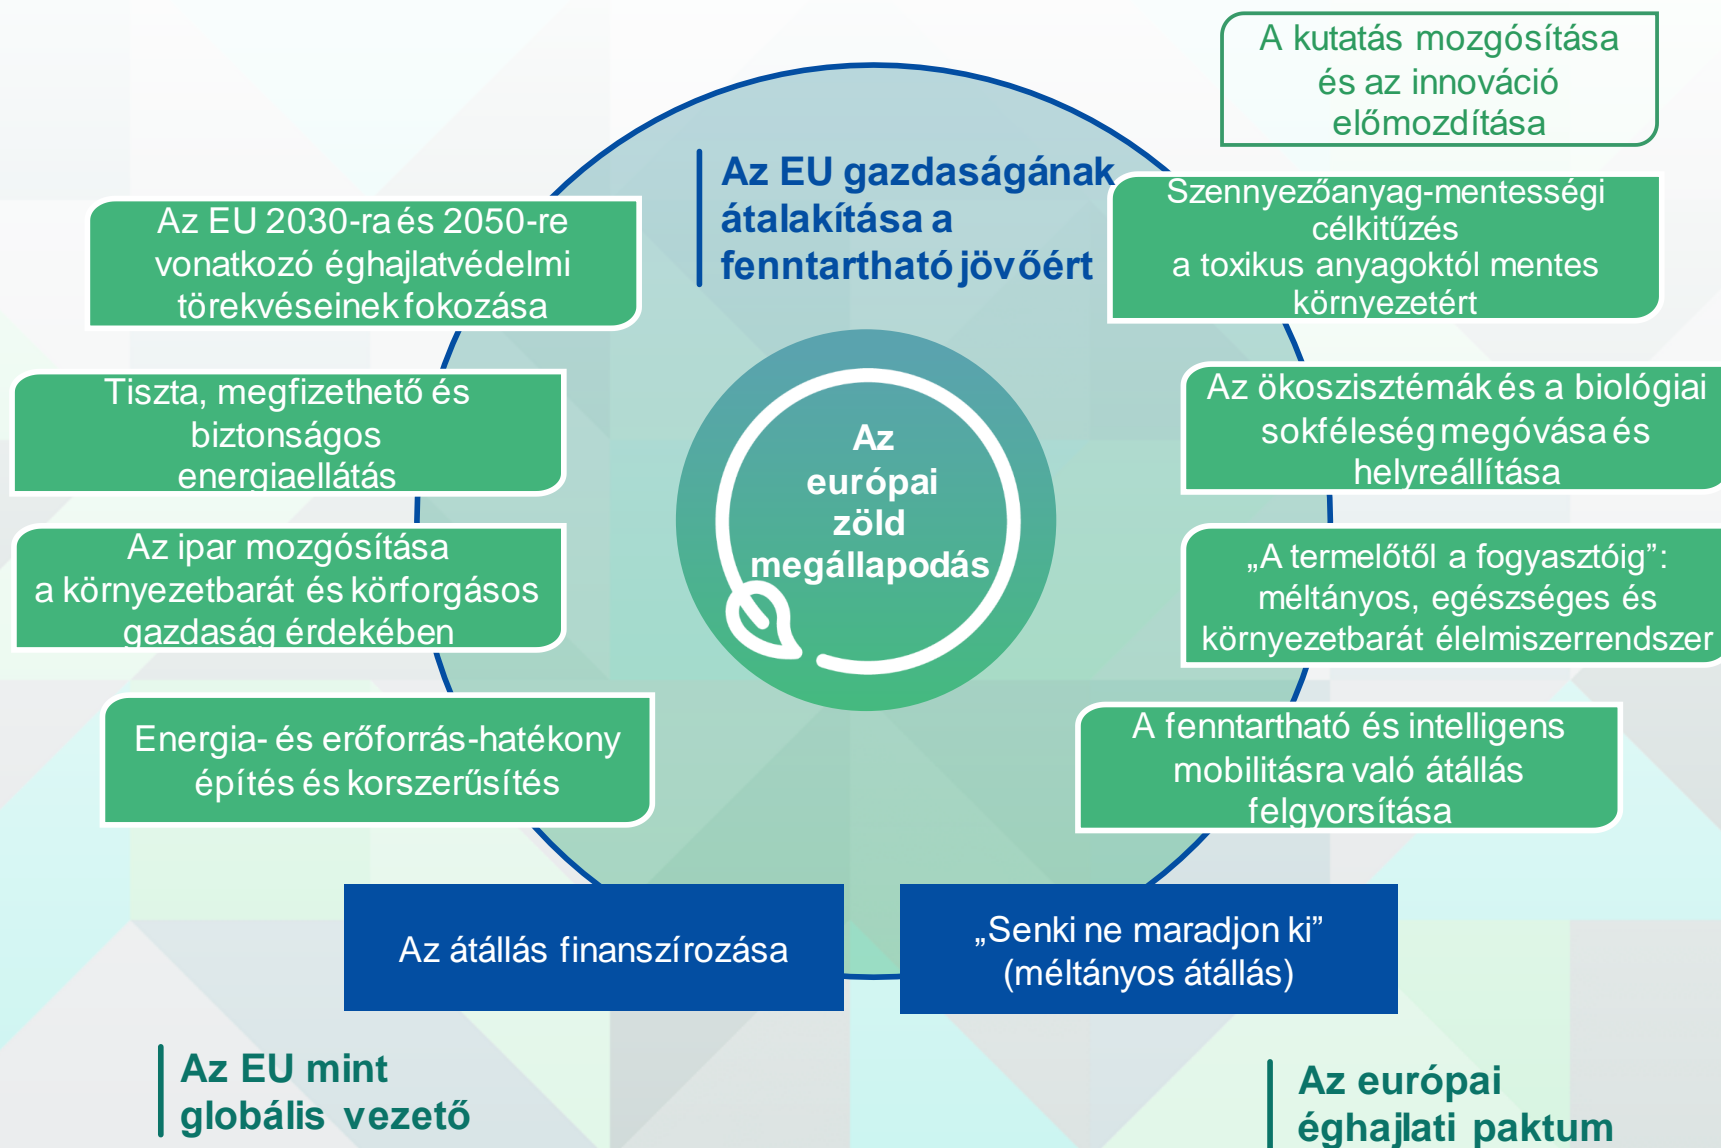 A kutatás mozgósítása
és az innováció
előmozdítása
Az EU gazdaságának
átalakítása a
fenntartható jövőért
Az EU 2030-ra és 2050-re
vonatkozó éghajlatvédelmi
törekvéseinek fokozása
Szennyezőanyag-mentességi
célkitűzés
a toxikus anyagoktól mentes
környezetért
Tiszta, megfizethető és
biztonságos
energiaellátás
Az ökoszisztémák és a biológiai
sokféleség megóvása és
helyreállítása
Az
európai
zöld
megállapodás
Az ipar mozgósítása
a környezetbarát és körforgásos
gazdaság érdekében
„A termelőtől a fogyasztóig”:
méltányos, egészséges és
környezetbarát élelmiszerrendszer
Energia- és erőforrás-hatékony
építés és korszerűsítés
A fenntartható és intelligens
mobilitásra való átállás
felgyorsítása
Az átállás finanszírozása
„Senki ne maradjon ki”
(méltányos átállás)
Az EU mint
globális vezető
Az európai
éghajlati paktum